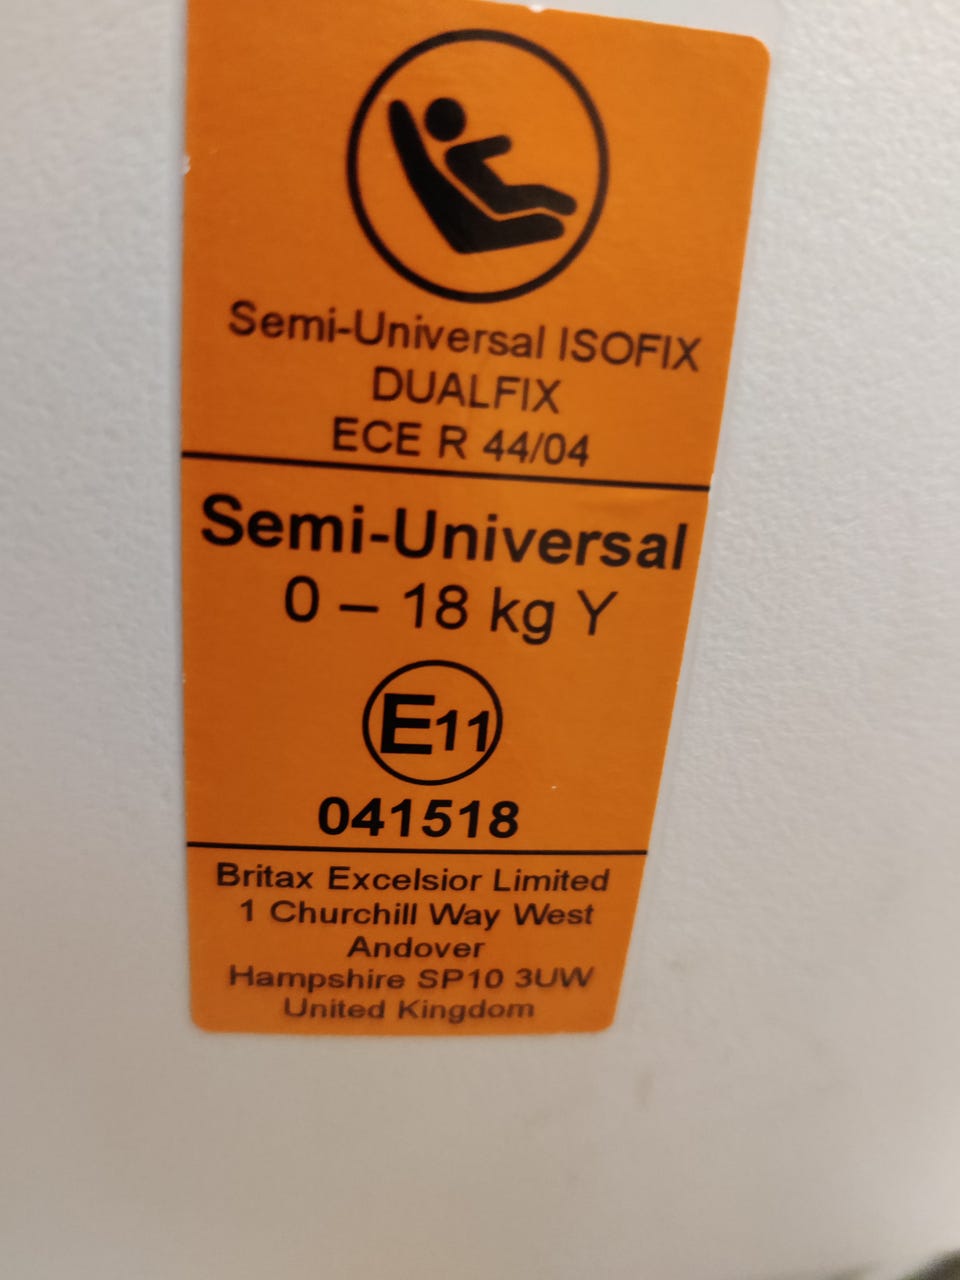 Semi-Universal ISOFIX
DUALFIX
ECE R 44/04
Semi-Universal
0 – 18 kg Y
E11
041518
Britax Excelsior Limited
1 Churchill Way West
Andover
Hampshire SP10 3UW
United Kingdom